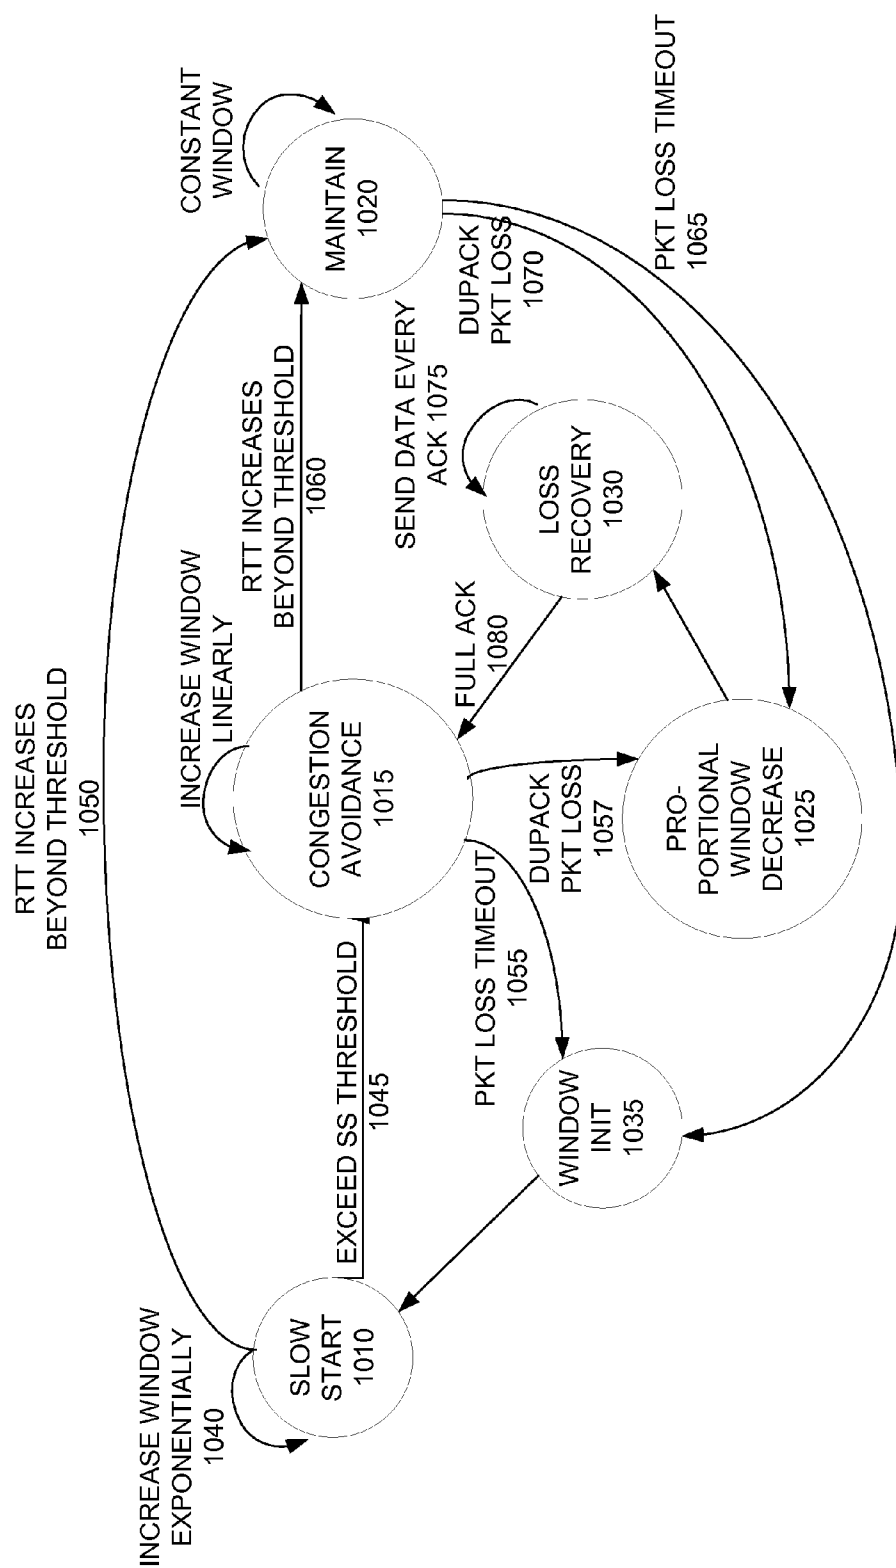 RTT INCREASES
BEYOND THRESHOLD
1050
INCREASE WINDOW
EXPONENTIALLY
1040
SLOW
START
1010
EXCEED SS THRESHOLD
1045
INCREASE WINDOW
LINEARLY
CONGESTION
AVOIDANCE
1015
RTT INCREASES
BEYOND THRESHOLD
1060
CONSTANT
WINDOW
MAINTAIN
1020
SEND DATA EVERY
ACK 1075
DUPACK
PKT LOSS
1070
PKT LOSS TIMEOUT
1065
FULL ACK
1080
LOSS
RECOVERY
1030
PKT LOSS TIMEOUT
1055
DUPACK
PKT LOSS
1057
WINDOW
INIT
1035
PRO-
PORTIONAL
WINDOW
DECREASE
1025